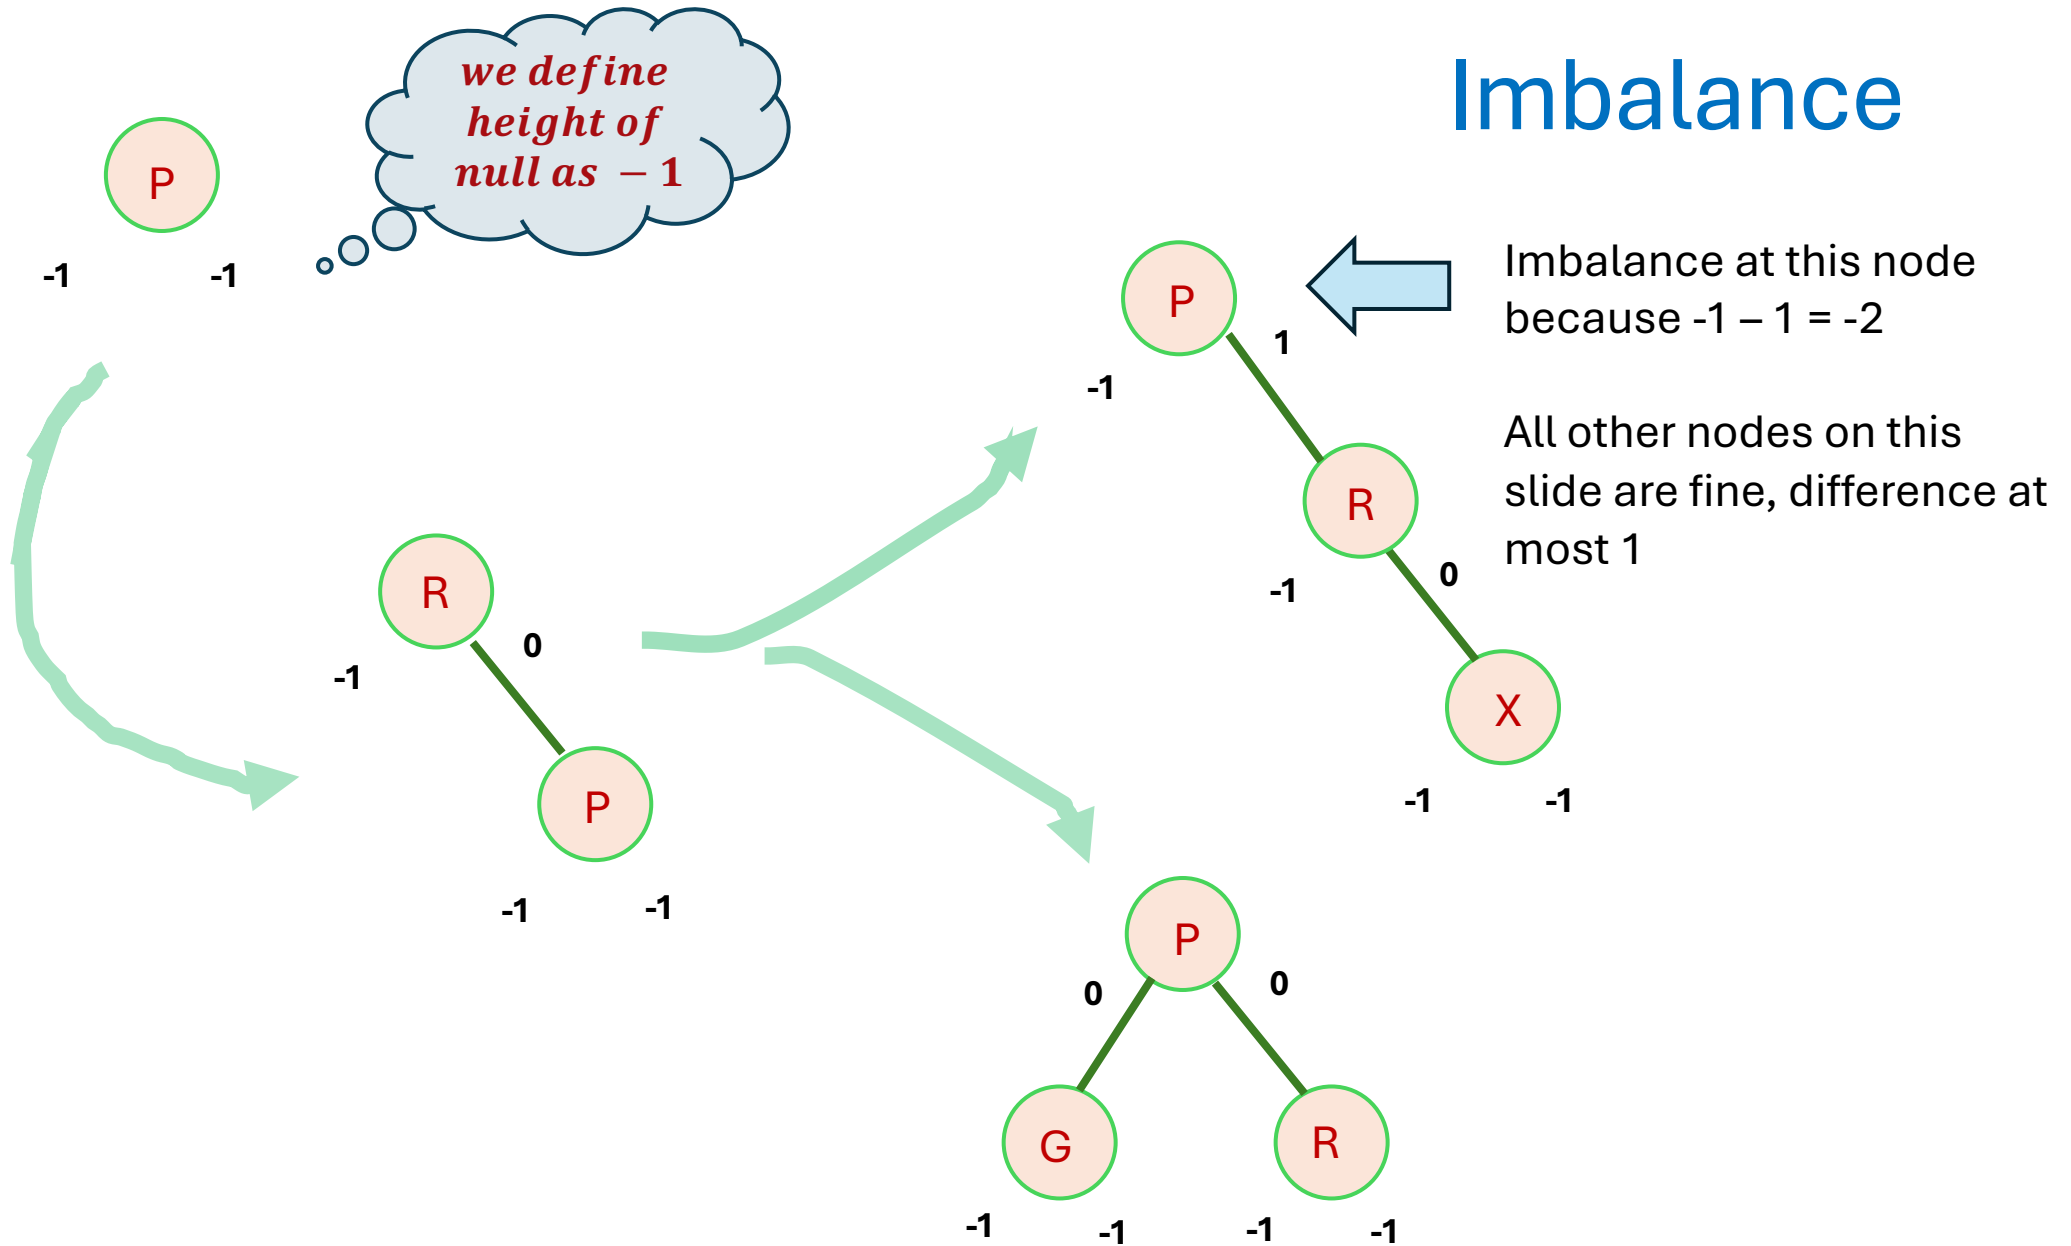 Imbalance
we define
height of
null as − 1
P
-1 -1
Imbalance at this node
because -1 – 1 = -2
All other nodes on this
slide are fine, difference at
most 1
P
1
-1
R
0
-1
X
-1 -1
R
0
-1
P
-1 -1
P
0 0
G R
-1 -1 -1 -1